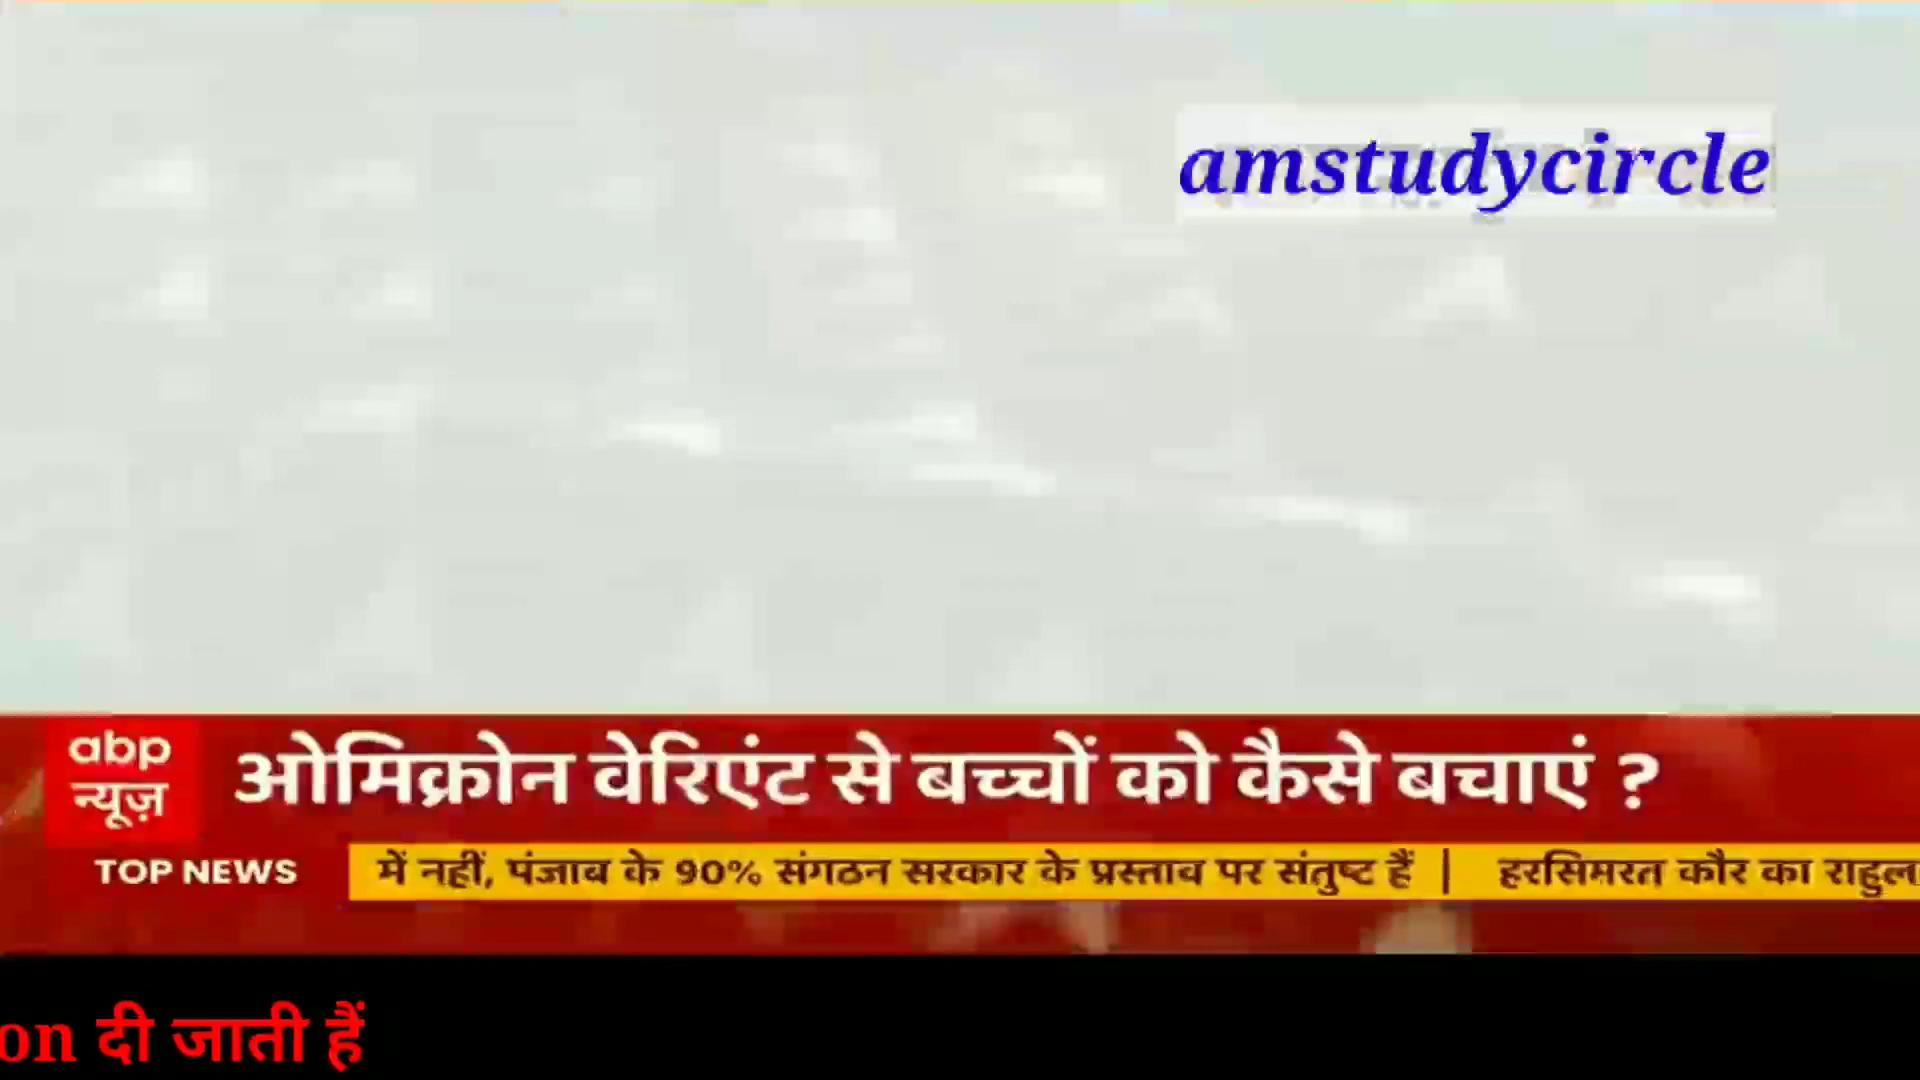 amstudycircle
abp
न्यूज़
ओमिक्रोन वेरिएंट से बच्चों को कैसे बचाएं ?
TOP NEWS
में नहीं, पंजाब के 90% संगठन सरकार के प्रस्ताव पर संतुष्ट हैं | हरसिमरत कौर का राहुल
on दी जाती हैं